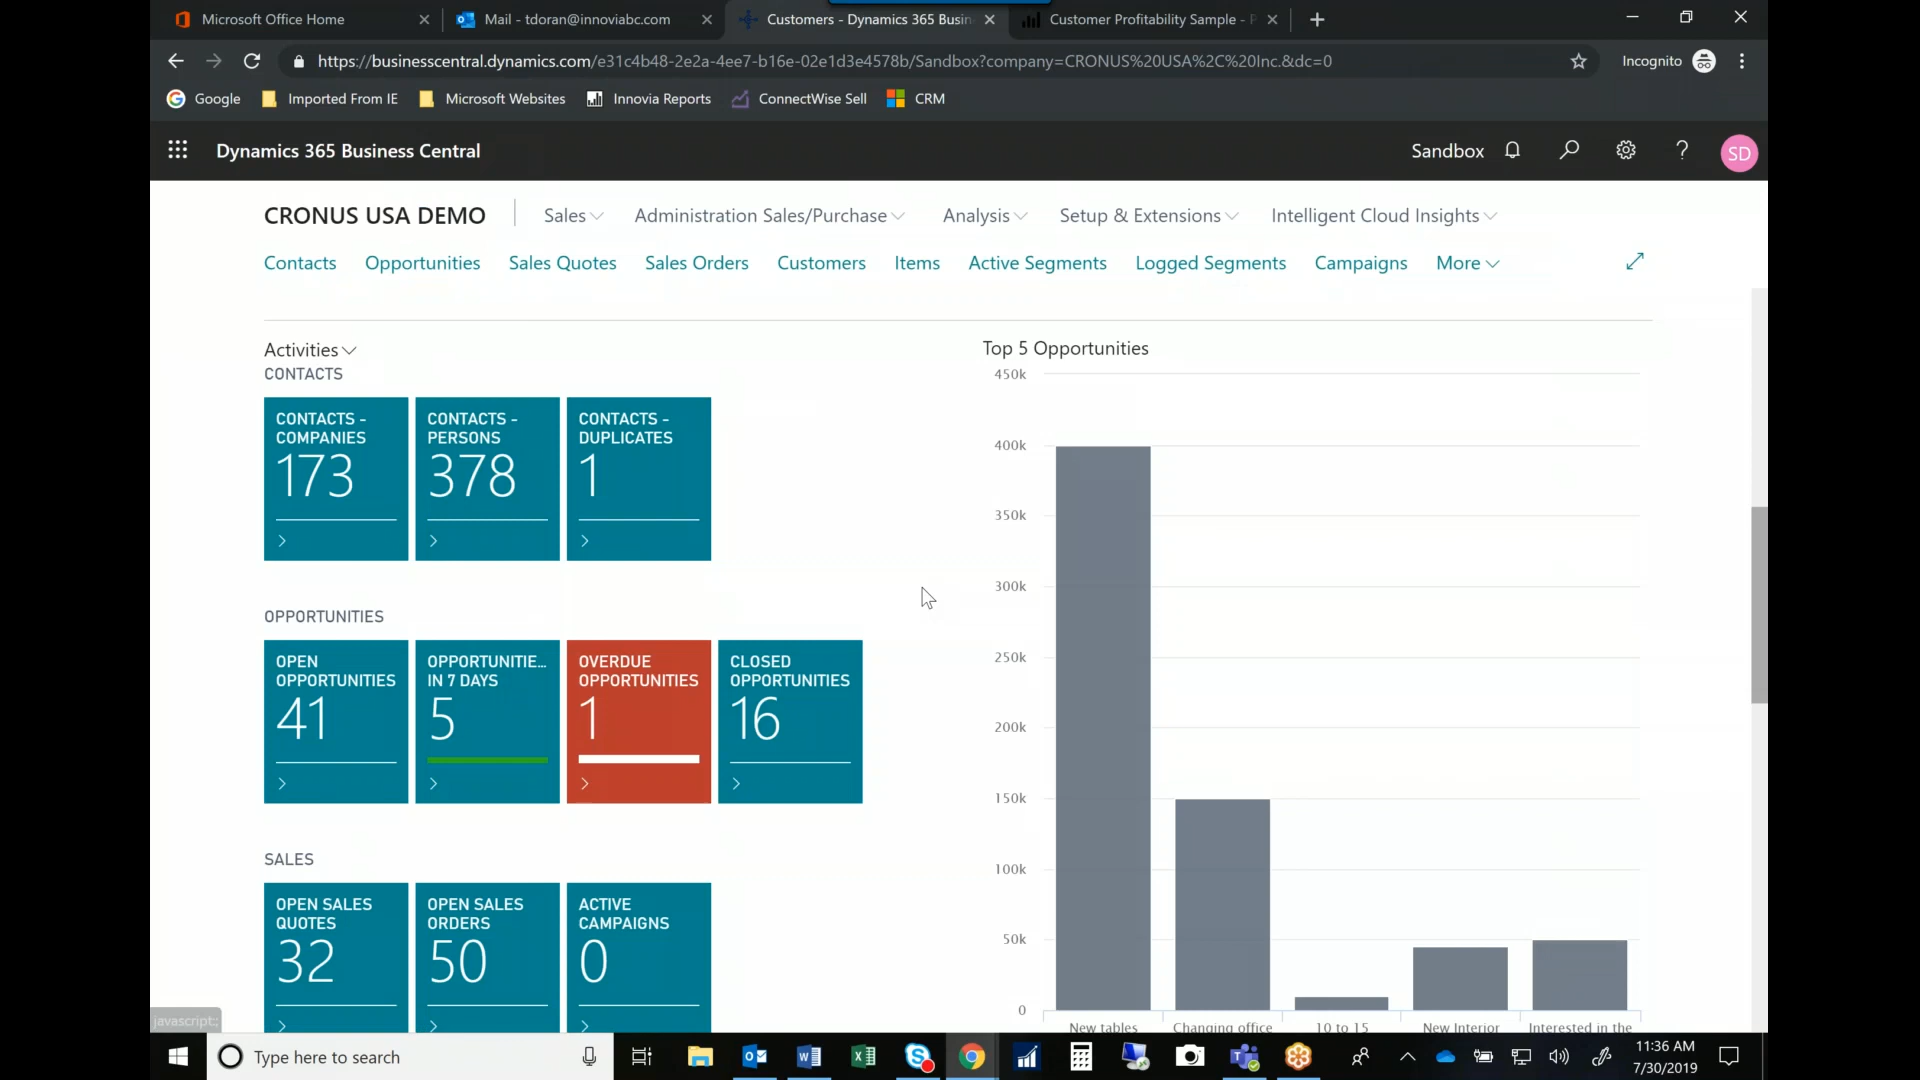 Microsoft Office Home
Mail - tdoran@innoviabc.com
Customers - Dynamics 365 Busin
Customer Profitability Sample - P
https://businesscentral.dynamics.com/e31c4b48-2e2a-4ee7-b16e-02e1d3e4578b/Sandbox?company=CRONUS%20USA%2C%20Inc.&dc=0
Incognito
Google
Imported From IE
Microsoft Websites
Innovia Reports
ConnectWise Sell
CRM
Dynamics 365 Business Central
Sandbox
?
SD
CRONUS USA DEMO
Sales
Administration Sales/Purchase
Analysis
Setup & Extensions
Intelligent Cloud Insights
Contacts
Opportunities
Sales Quotes
Sales Orders
Customers
Items
Active Segments
Logged Segments
Campaigns
More
Activities
CONTACTS
CONTACTS -
COMPANIES
173
CONTACTS -
PERSONS
378
CONTACTS -
DUPLICATES
1
OPPORTUNITIES
OPEN
OPPORTUNITIES
41
OPPORTUNITIE...
IN 7 DAYS
5
OVERDUE
OPPORTUNITIES
1
CLOSED
OPPORTUNITIES
16
SALES
OPEN SALES
QUOTES
32
OPEN SALES
ORDERS
50
ACTIVE
CAMPAIGNS
0
Top 5 Opportunities
450k
400k
350k
300k
250k
200k
150k
100k
50k
0
New tables
Changing office
10 to 15
New Interior
Interested in the
javascript:;
Type here to search
11:36 AM
7/30/2019